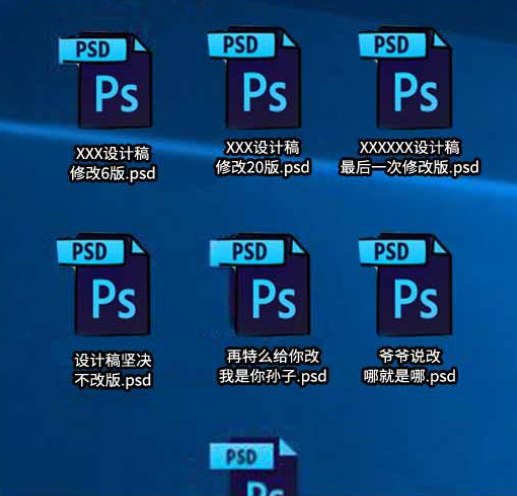 PSD
Ps
XXX设计稿
修改6版.psd
PSD
Ps
XXX设计稿
修改20版.psd
PSD
Ps
XXXXXX设计稿
最后一次修改版.psd
PSD
Ps
设计稿坚决
不改版.psd
PSD
Ps
再特么给你改
我是你孙子.psd
PSD
Ps
爷爷说改
哪就是哪.psd
PSD
Ps